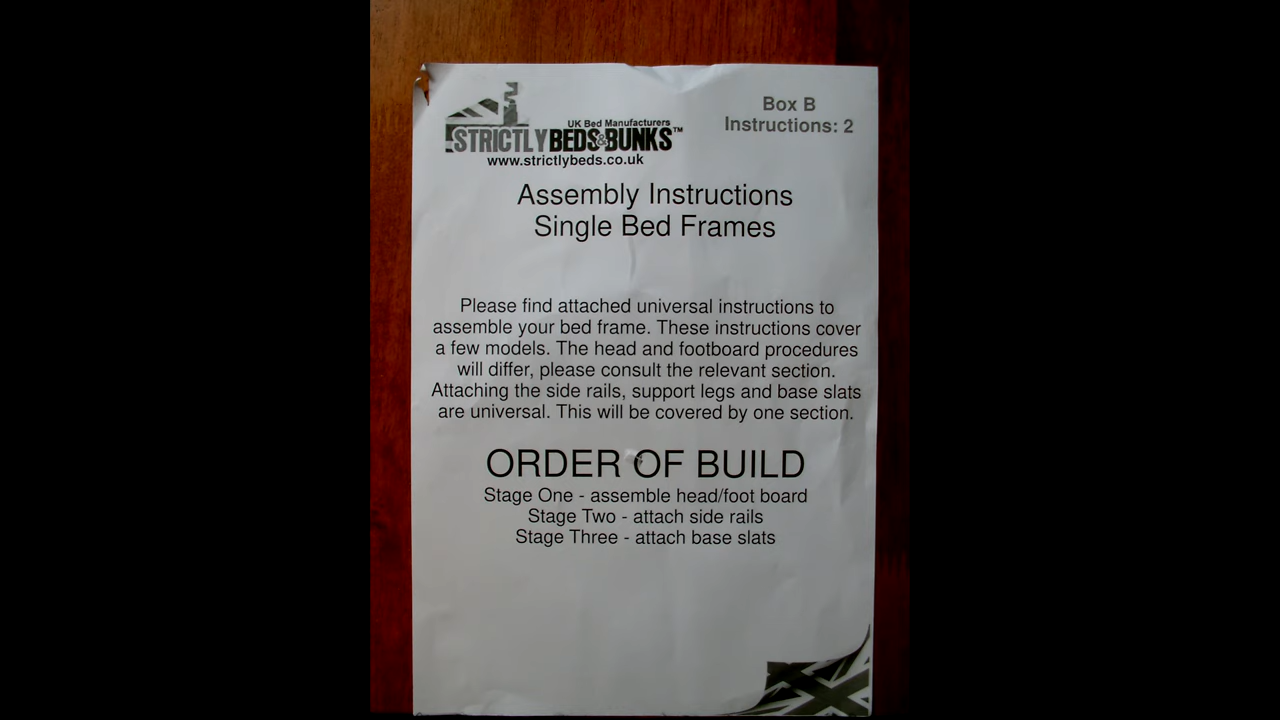 Box B
Instructions: 2
UK Bed Manufacturers
STRICTLY BEDS&BUNKS™
www.strictlybeds.co.uk
Assembly Instructions
Single Bed Frames
Please find attached universal instructions to
assemble your bed frame. These instructions cover
a few models. The head and footboard procedures
will differ, please consult the relevant section.
Attaching the side rails, support legs and base slats
are universal. This will be covered by one section.
ORDER OF BUILD
Stage One - assemble head/foot board
Stage Two - attach side rails
Stage Three - attach base slats